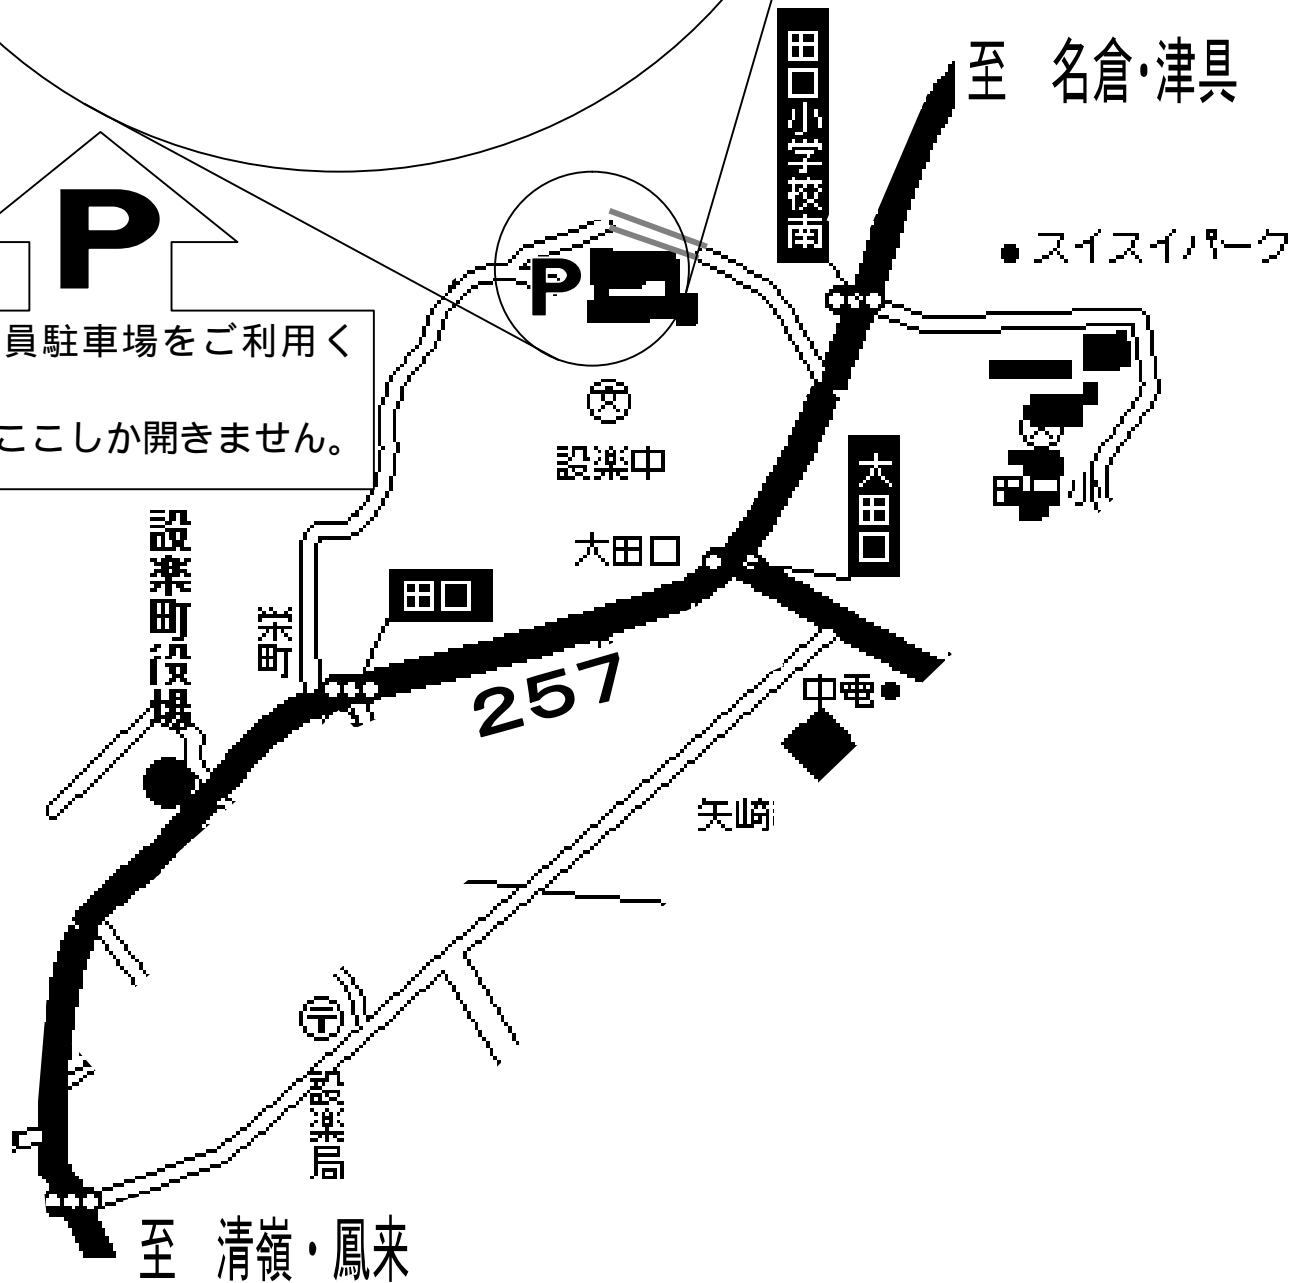 田口小学校南
至 名倉・津具
P
スイスイパーク
P
員駐車場をご利用く
ここしか開きません。
設楽中
大田口
田小
設楽町役場
大田口
田口
栄町
257
中電
矢崎
〒
設楽局
至 清嶺・鳳来